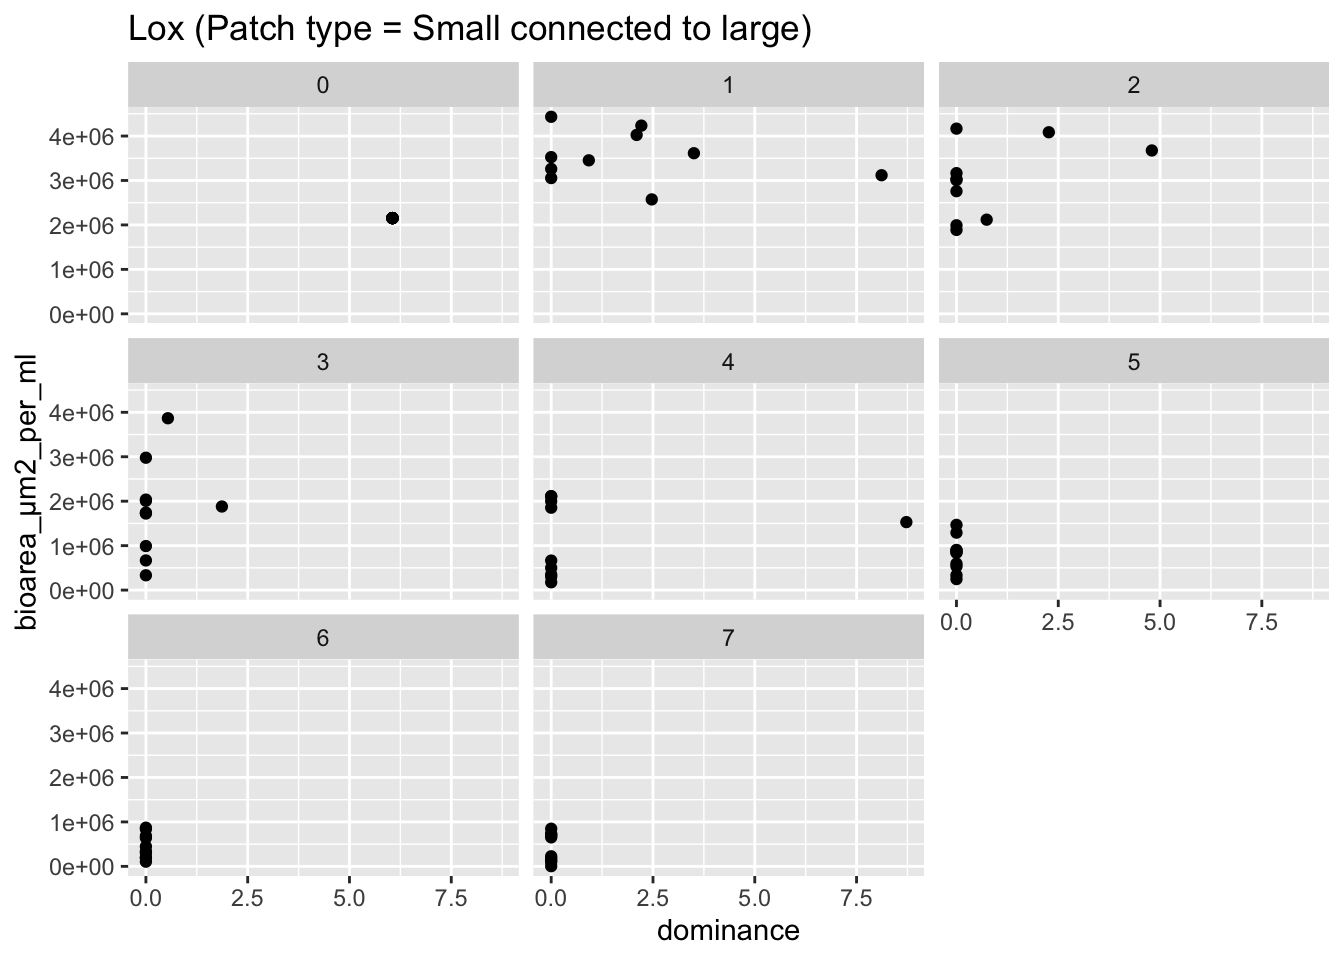 Lox (Patch type = Small connected to large)
0 1 2
4e+06
3e+06
2e+06
1e+06
0e+00
3 4 5
4e+06
3e+06
2e+06
1e+06
0e+00
0.0 2.5 5.0 7.5
6 7
4e+06
3e+06
2e+06
1e+06
0e+00
0.0 2.5 5.0 7.5 0.0 2.5 5.0 7.5
dominance
bioarea_µm2_per_ml